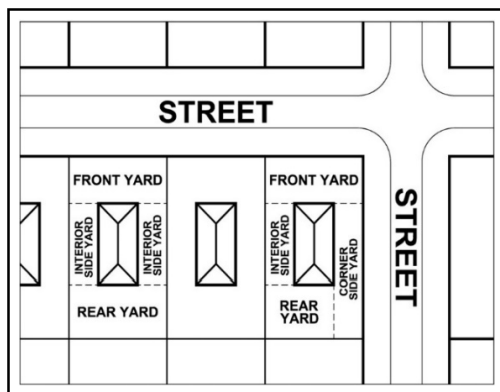 STREET
FRONT YARD
FRONT YARD
INTERIOR
SIDE YARD
INTERIOR
SIDE YARD
INTERIOR
SIDE YARD
CORNER
SIDE YARD
STREET
REAR YARD
REAR
YARD